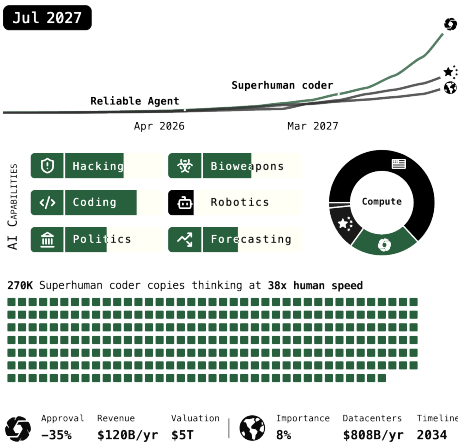 Jul 2027
Superhuman coder
Reliable Agent
Apr 2026 Mar 2027
AI Capabilities
Hacking Bioweapons
Coding Robotics
Politics Forecasting
Compute
270K Superhuman coder copies thinking at 38x human speed
Approval Revenue Valuation Importance Datacenters Timeline
-35% $120B/yr $5T 8% $808B/yr 2034